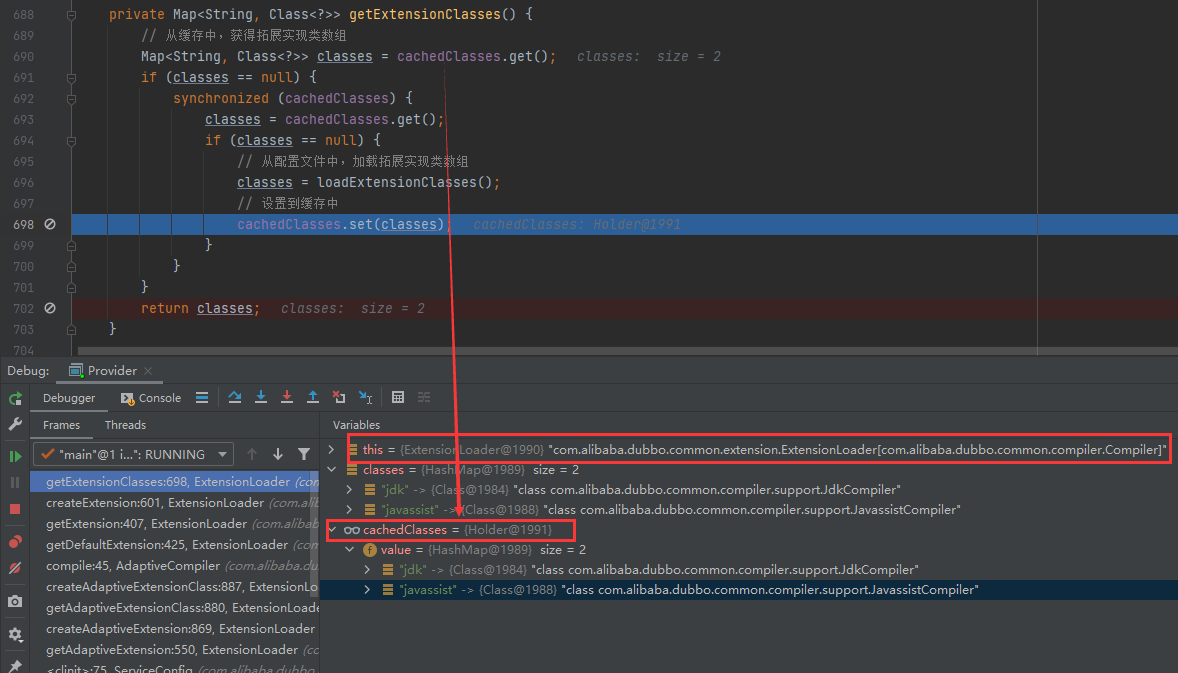 688 private Map<String, Class<?>> getExtensionClasses() {
689 // 从缓存中，获得拓展实现类数组
690 Map<String, Class<?>> classes = cachedClasses.get(); classes: size = 2
691 if (classes == null) {
692 synchronized (cachedClasses) {
693 classes = cachedClasses.get();
694 if (classes == null) {
695 // 从配置文件中，加载拓展实现类数组
696 classes = loadExtensionClasses();
697 // 设置到缓存中
698 cachedClasses.set(classes); cachedClasses: Holder@1991
699 }
700 }
701 }
702 return classes; classes: size = 2
703 }
704
Debug: Provider
Debugger Console
Frames Threads
"main"@1 i...": RUNNING
getExtensionClasses:698, ExtensionLoader (con
createExtension:601, ExtensionLoader (com.alib
getExtension:407, ExtensionLoader (com.alibaba
getDefaultExtension:425, ExtensionLoader (com
compile:45, AdaptiveCompiler (com.alibaba.du
createAdaptiveExtensionClass:887, ExtensionLo
getAdaptiveExtensionClass:880, ExtensionLoade
createAdaptiveExtension:869, ExtensionLoader
getAdaptiveExtension:550, ExtensionLoader (co
<clinit>:75, ServiceConfig (com.alibaba.dubbo
Variables
this = {ExtensionLoader@1990} "com.alibaba.dubbo.common.extension.ExtensionLoader[com.alibaba.dubbo.common.compiler.Compiler]"
classes = {HashMap@1989} size = 2
"jdk" -> {Class@1984} "class com.alibaba.dubbo.common.compiler.support.JdkCompiler"
"javassist" -> {Class@1988} "class com.alibaba.dubbo.common.compiler.support.JavassistCompiler"
cachedClasses = {Holder@1991}
f value = {HashMap@1989} size = 2
"jdk" -> {Class@1984} "class com.alibaba.dubbo.common.compiler.support.JdkCompiler"
"javassist" -> {Class@1988} "class com.alibaba.dubbo.common.compiler.support.JavassistCompiler"